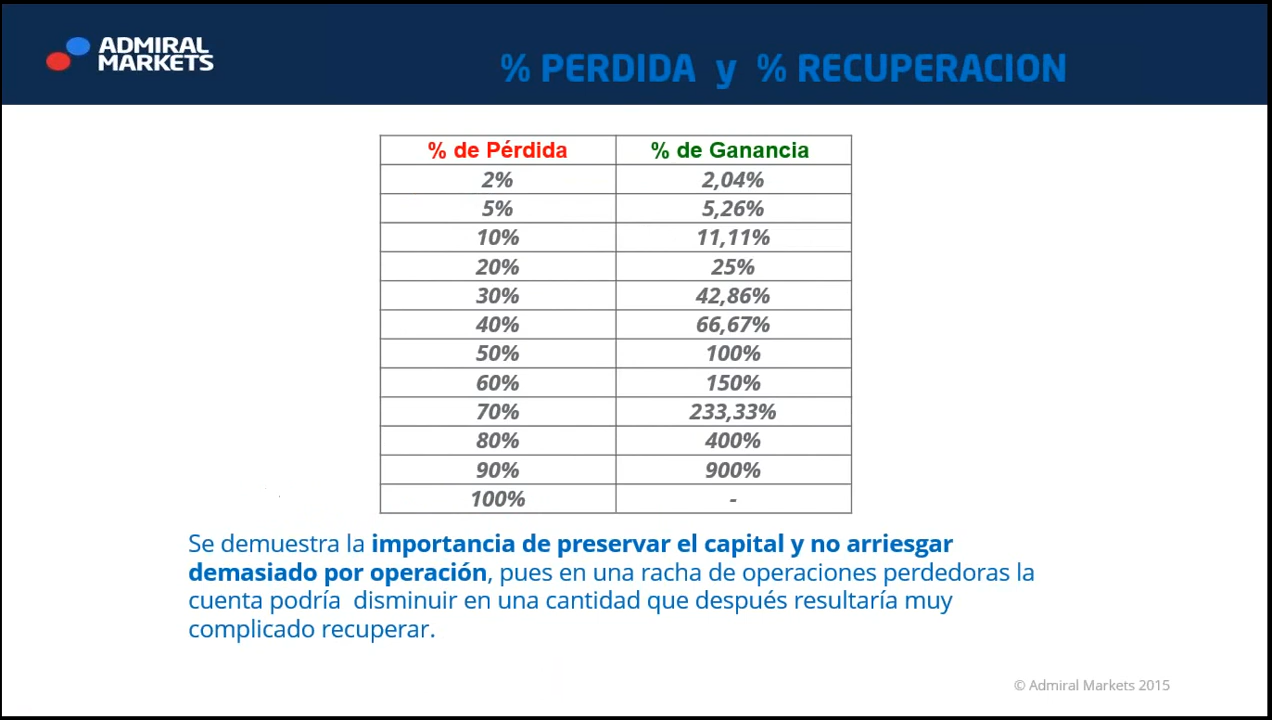 ADMIRAL
MARKETS
% PERDIDA y % RECUPERACION
% de Pérdida % de Ganancia
2% 2,04%
5% 5,26%
10% 11,11%
20% 25%
30% 42,86%
40% 66,67%
50% 100%
60% 150%
70% 233,33%
80% 400%
90% 900%
100% -
Se demuestra la importancia de preservar el capital y no arriesgar
demasiado por operación, pues en una racha de operaciones perdedoras la
cuenta podría disminuir en una cantidad que después resultaría muy
complicado recuperar.
© Admiral Markets 2015